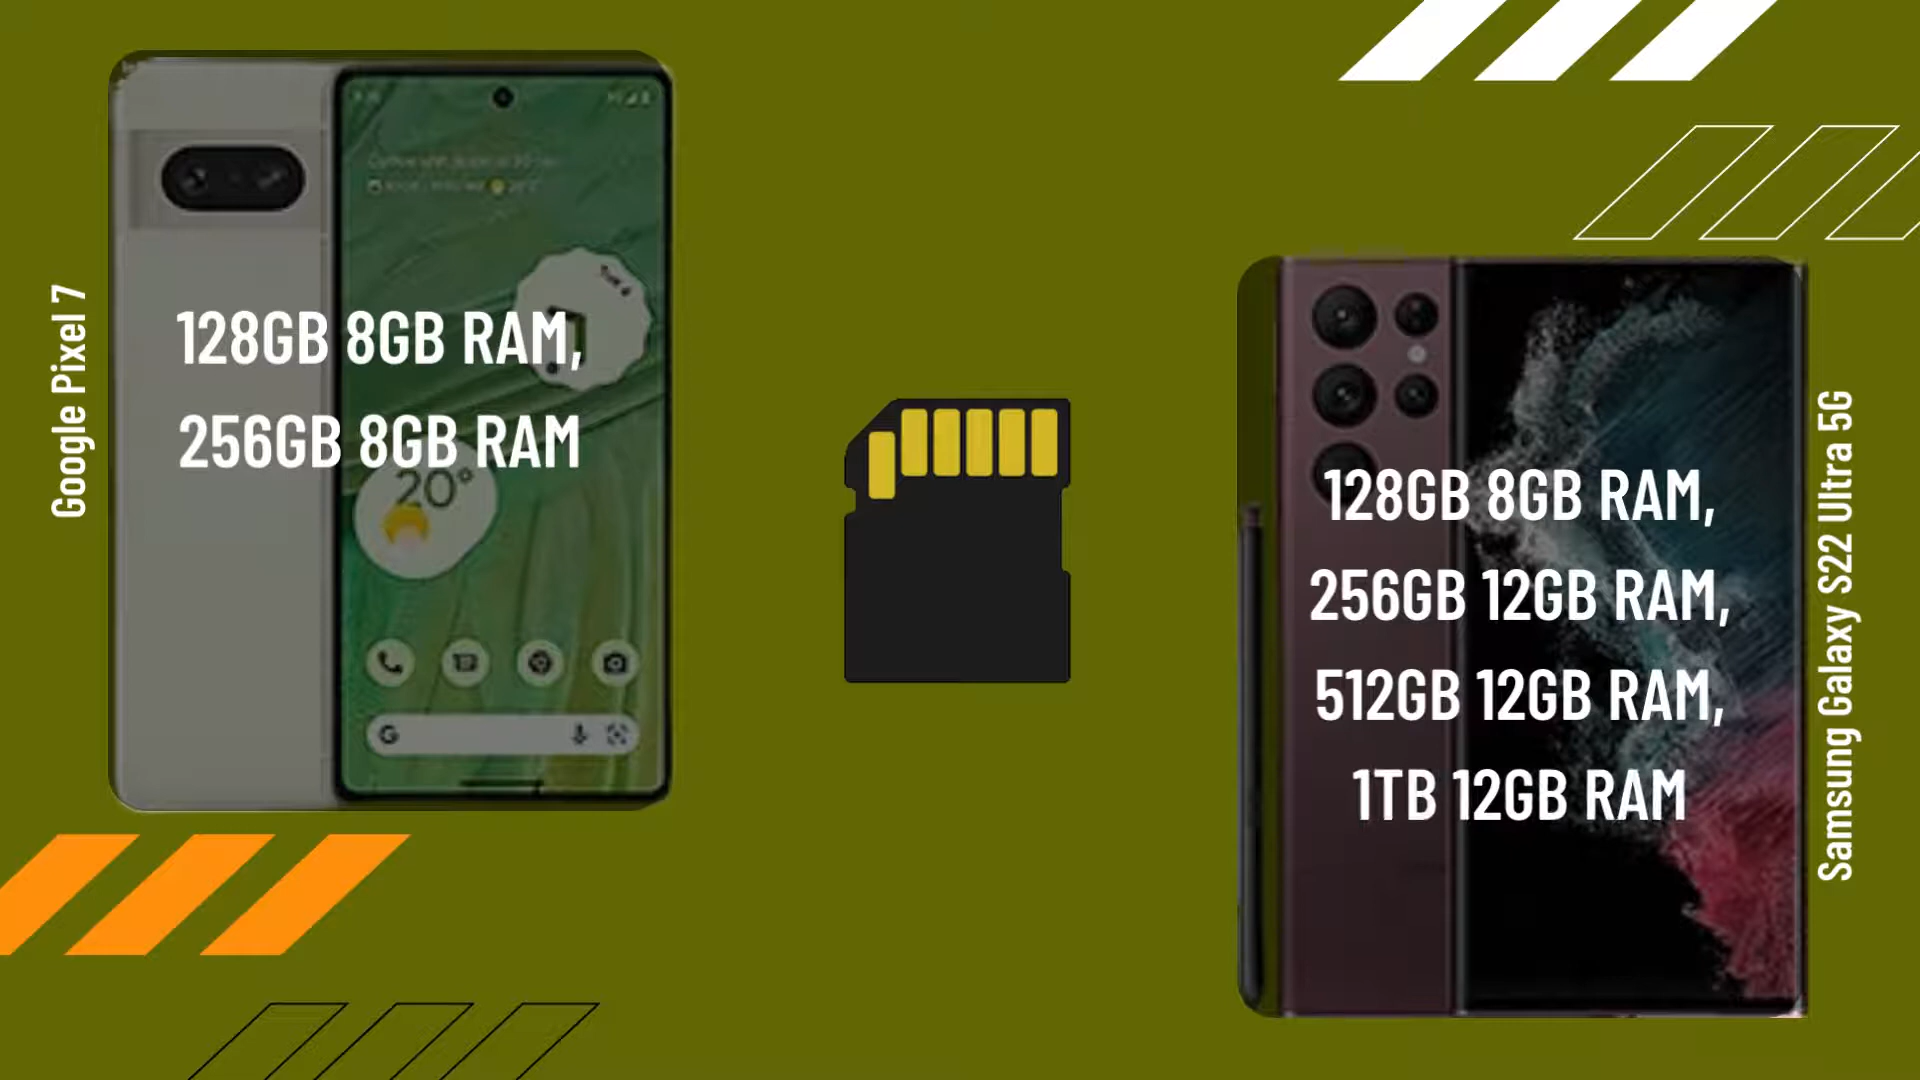 Google Pixel 7
128GB 8GB RAM,
256GB 8GB RAM
20°
Samsung Galaxy S22 Ultra 5G
128GB 8GB RAM,
256GB 12GB RAM,
512GB 12GB RAM,
1TB 12GB RAM